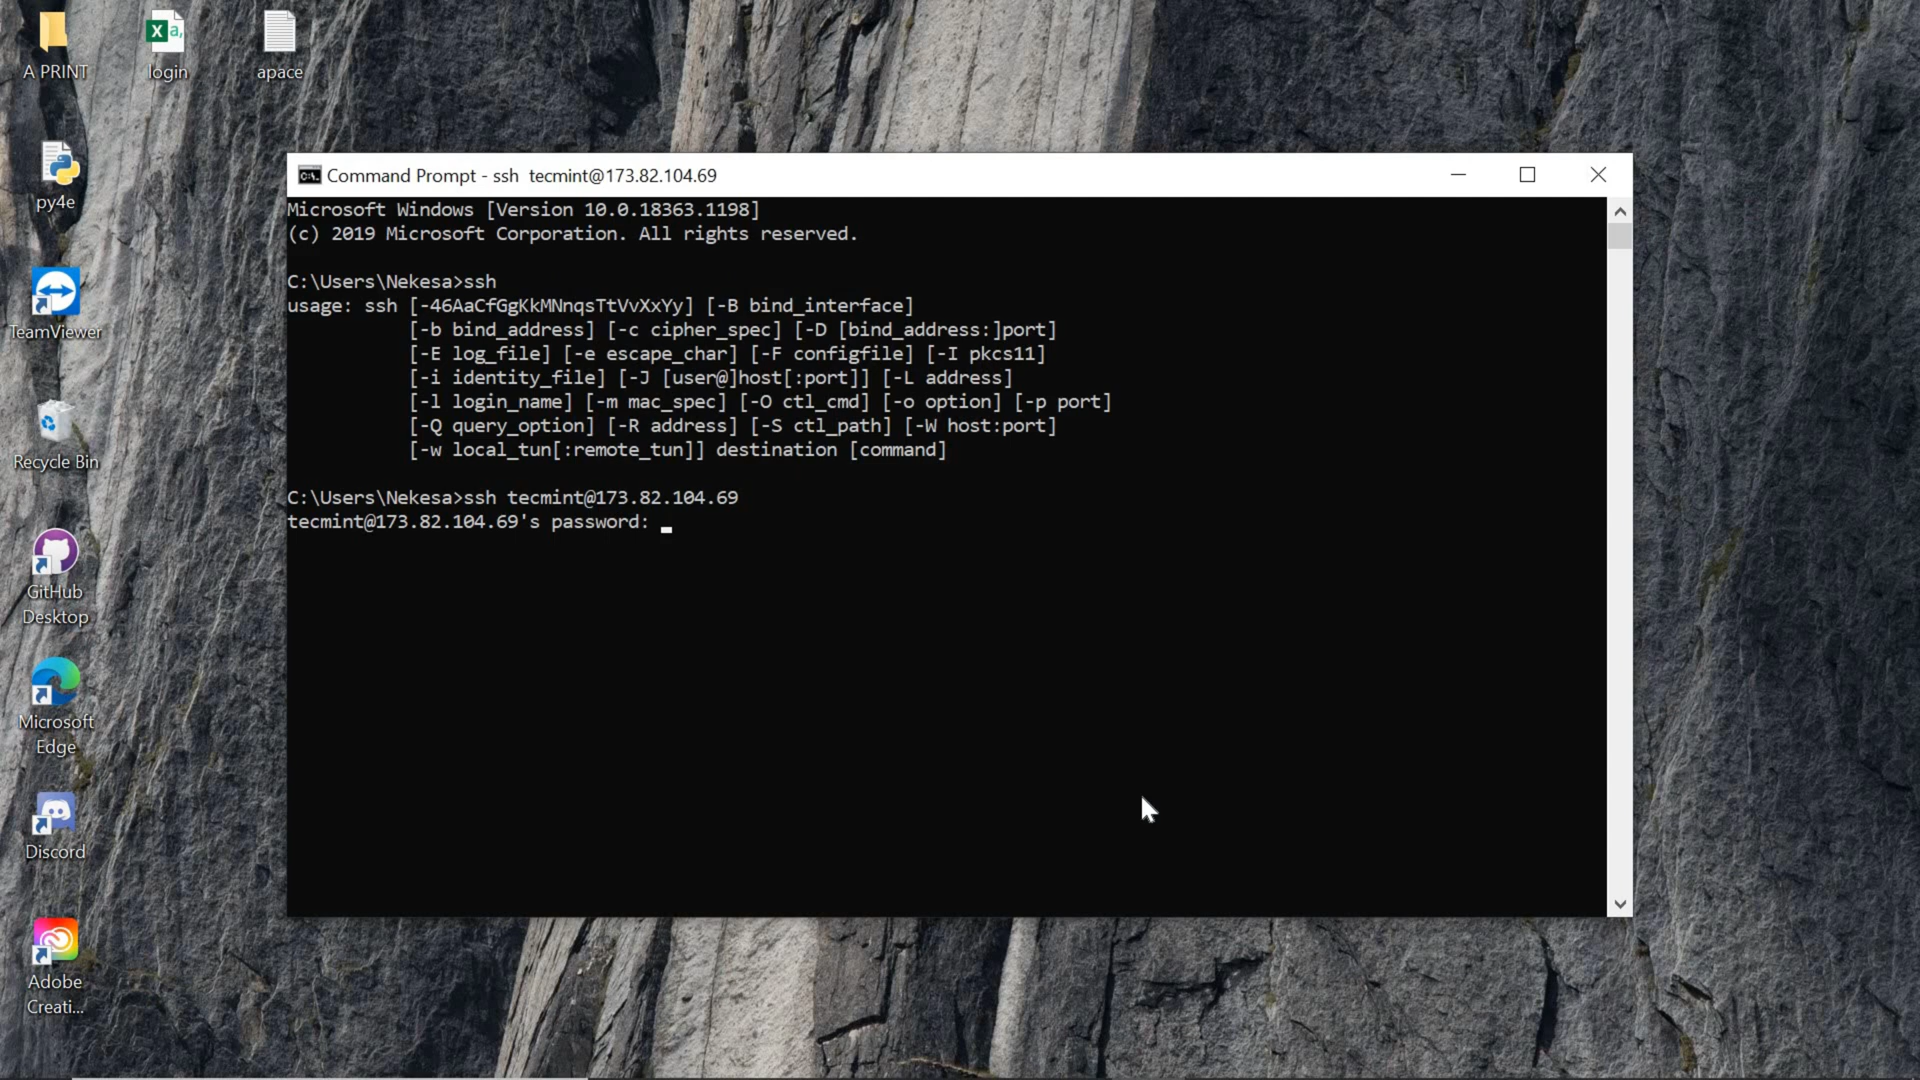 A PRINT
login
apace
py4e
TeamViewer
Recycle Bin
GitHub
Desktop
Microsoft
Edge
Discord
Adobe
Creati...
Command Prompt - ssh  tecmint@173.82.104.69
Microsoft Windows [Version 10.0.18363.1198]
(c) 2019 Microsoft Corporation. All rights reserved.
C:\Users\Nekesa>ssh
usage: ssh [-46AaCfGgKkMNnqsTtVvXxYy] [-B bind_interface]
           [-b bind_address] [-c cipher_spec] [-D [bind_address:]port]
           [-E log_file] [-e escape_char] [-F configfile] [-I pkcs11]
           [-i identity_file] [-J [user@]host[:port]] [-L address]
           [-l login_name] [-m mac_spec] [-O ctl_cmd] [-o option] [-p port]
           [-Q query_option] [-R address] [-S ctl_path] [-W host:port]
           [-w local_tun[:remote_tun]] destination [command]
C:\Users\Nekesa>ssh tecmint@173.82.104.69
tecmint@173.82.104.69's password: